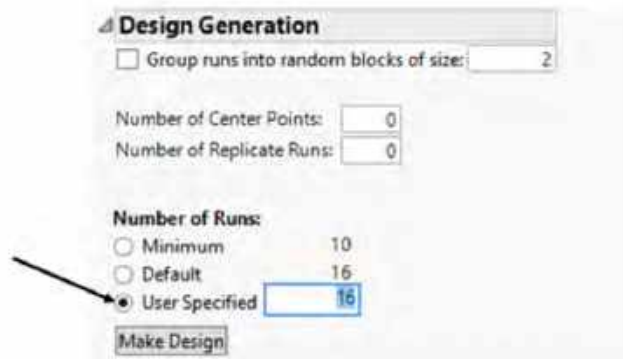 Design Generation
Group runs into random blocks of size: 2
Number of Center Points: 0
Number of Replicate Runs: 0
Number of Runs:
Minimum 10
Default 16
User Specified 16
Make Design